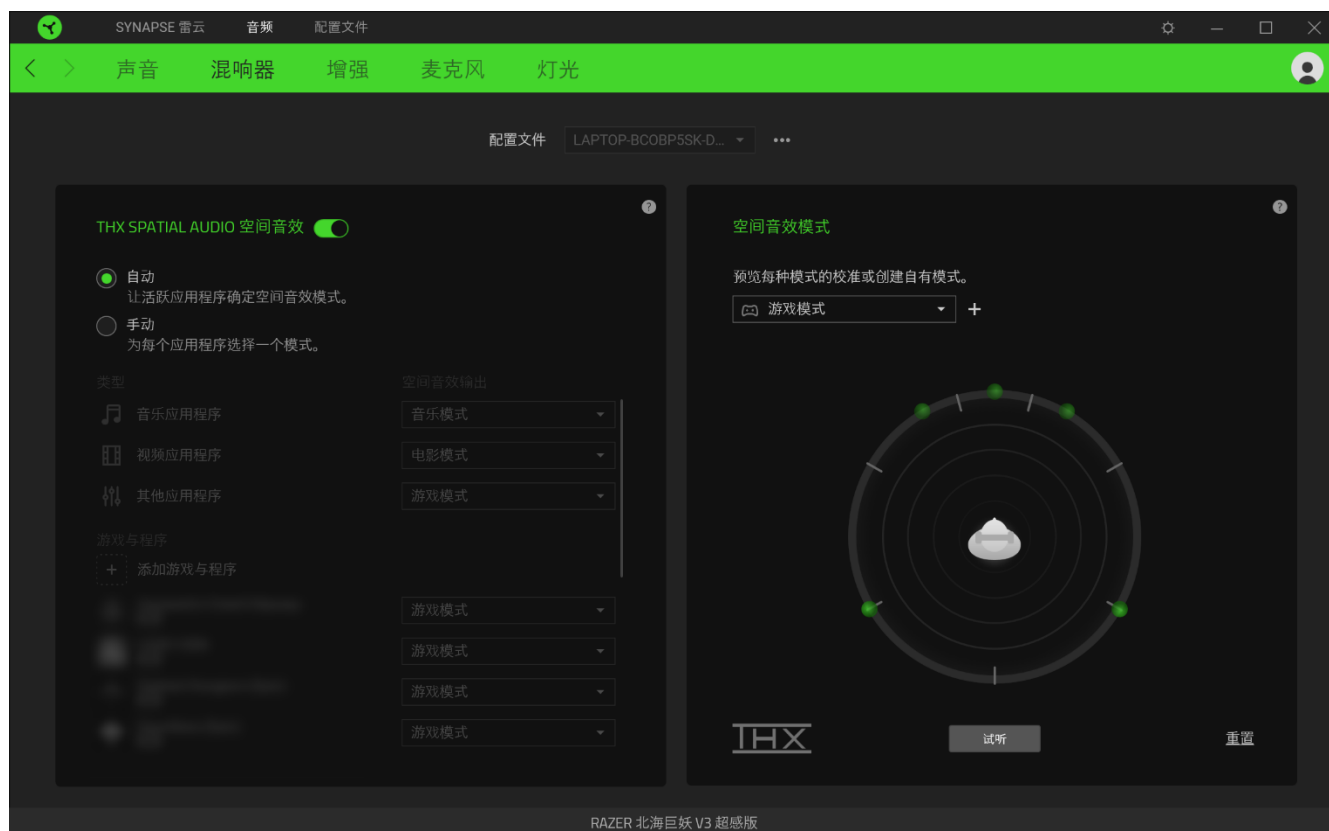 SYNAPSE 雷云 音频 配置文件
声音 混响器 增强 麦克风 灯光
配置文件 LAPTOP-BCOBP5SK-D... •••
THX SPATIAL AUDIO 空间音效
自动
让活跃应用程序确定空间音效模式。
手动
为每个应用程序选择一个模式。
类型 空间音效输出
音乐应用程序 音乐模式
视频应用程序 电影模式
其他应用程序 游戏模式
游戏与程序
+ 添加游戏与程序
游戏模式
游戏模式
游戏模式
游戏模式
空间音效模式
预览每种模式的校准或创建自有模式。
游戏模式 +
THX 试听 重置
RAZER 北海巨妖 V3 超感版